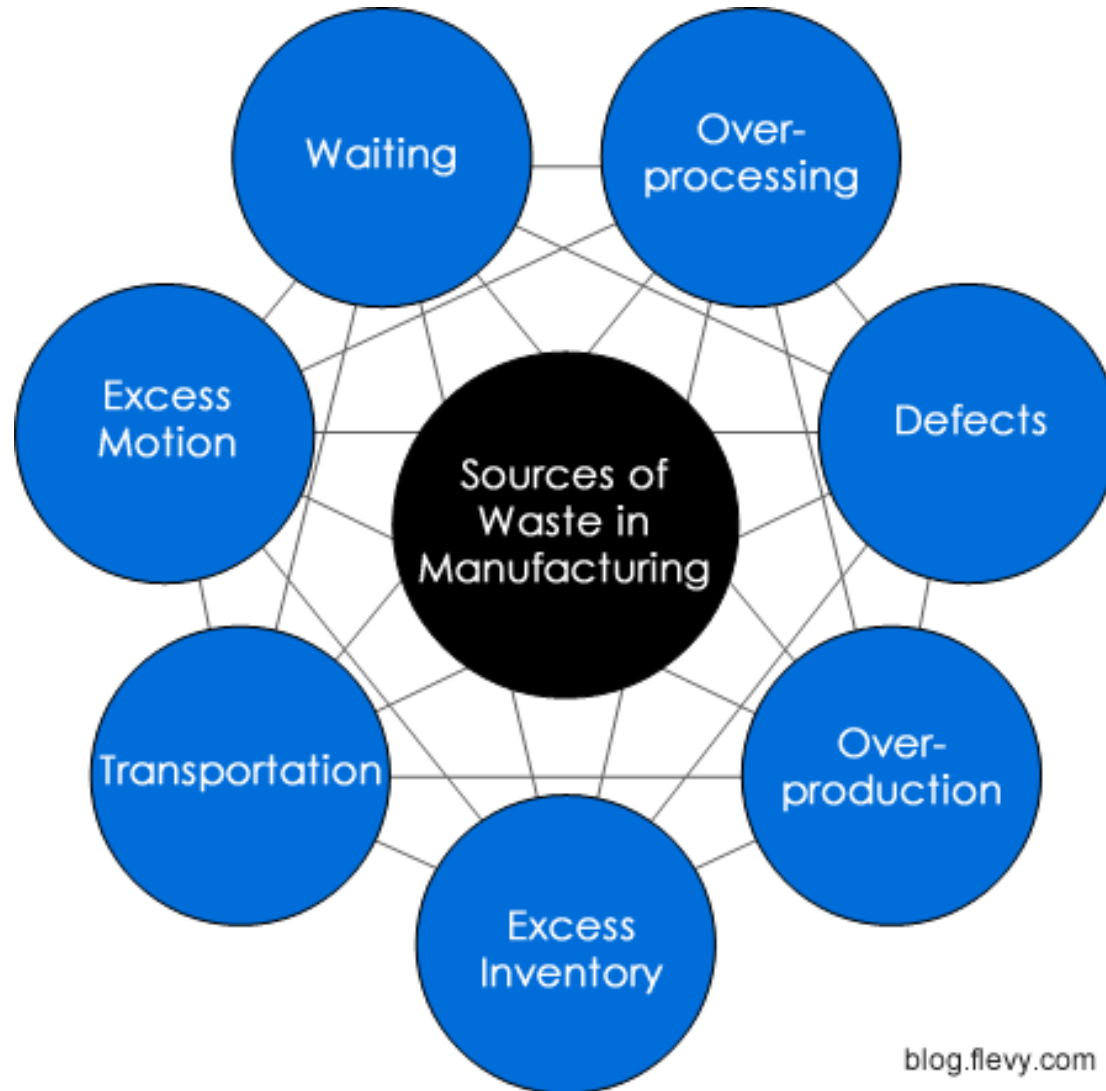 Waiting
Over-
processing
Excess
Motion
Defects
Sources of
Waste in
Manufacturing
Transportation
Over-
production
Excess
Inventory
blog.flevy.com